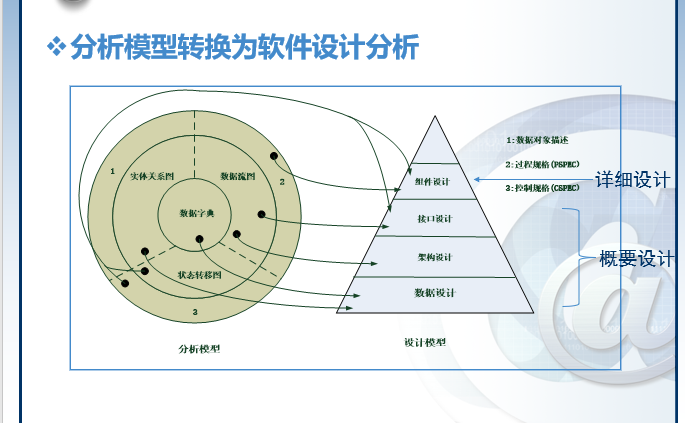 分析模型转换为软件设计分析
1:数据对象描述
2:过程规格(PSPEC)
3:控制规格(CSPEC)
详细设计
概要设计
1
实体关系图
数据流图
2
数据字典
状态转移图
3
分析模型
组件设计
接口设计
架构设计
数据设计
设计模型